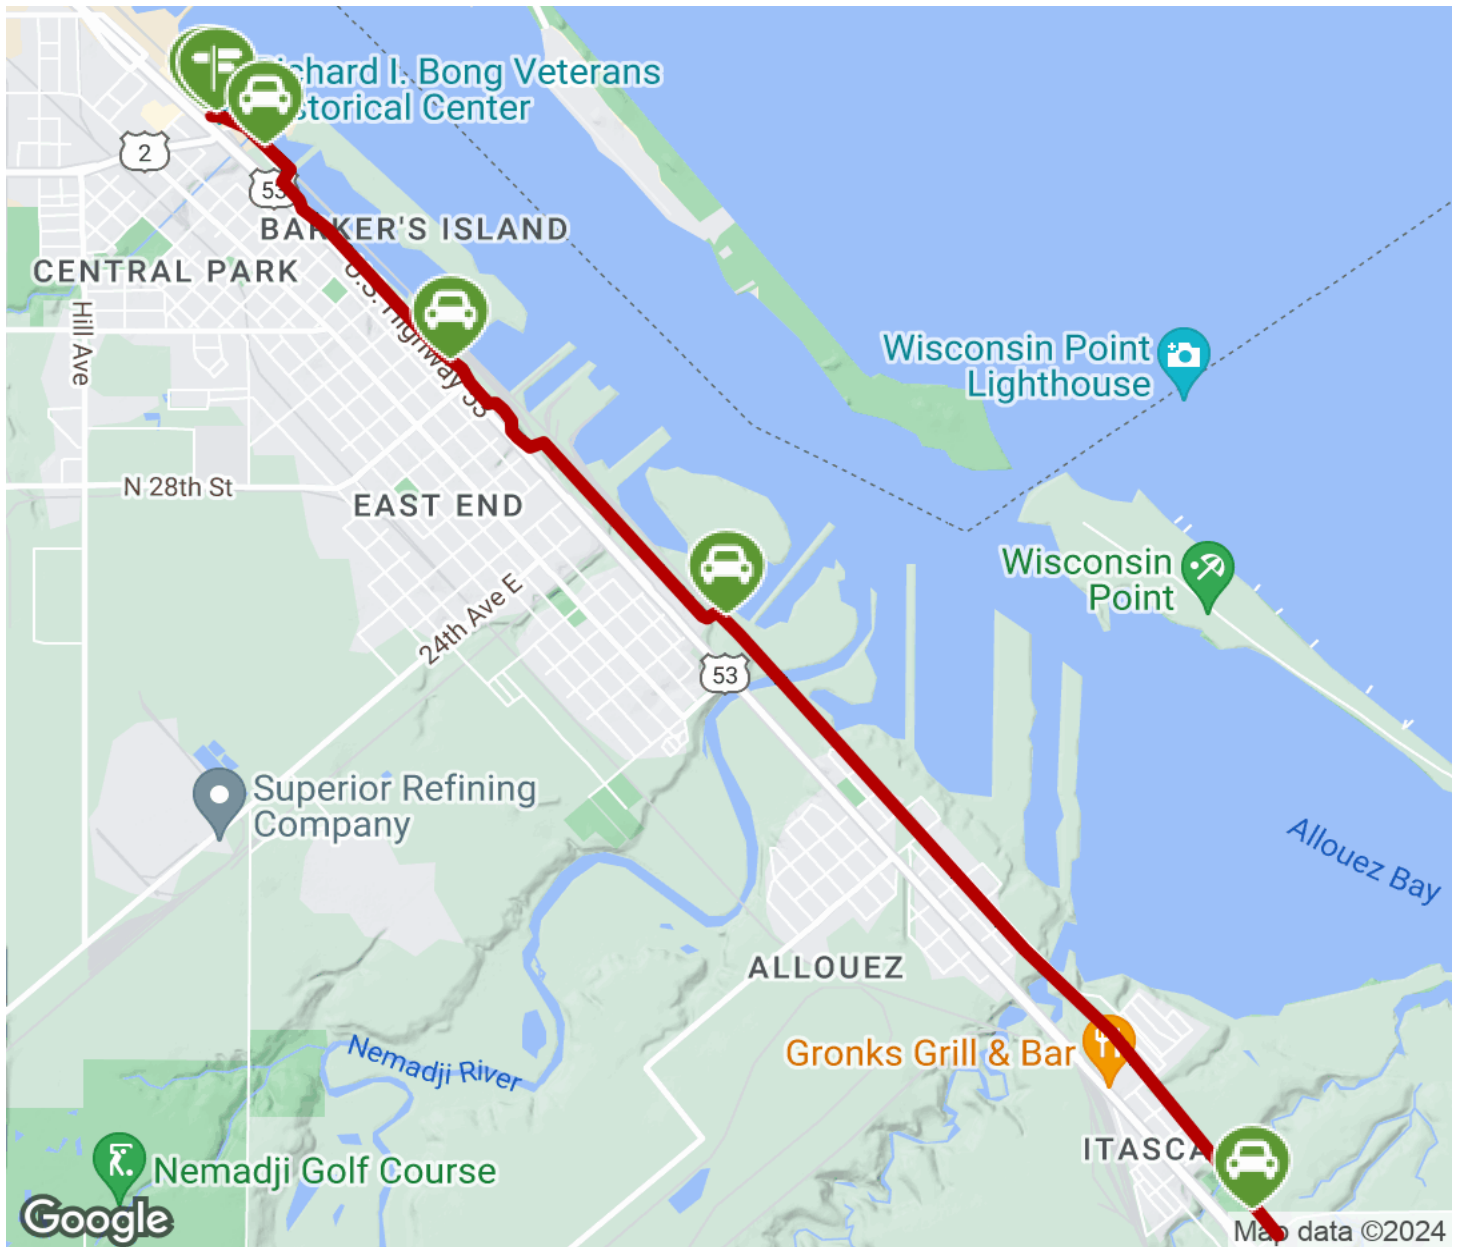 Richard I. Bong Veterans
Historical Center
2
53
BARKER'S ISLAND
CENTRAL PARK
U.S. Highway 53
Hill Ave
Wisconsin Point
Lighthouse
N 28th St
EAST END
Wisconsin
Point
24th Ave E
53
Superior Refining
Company
Allouez Bay
ALLOUEZ
Nemadji River
Gronks Grill & Bar
ITASCA
Nemadji Golf Course
Google
Map data ©2024